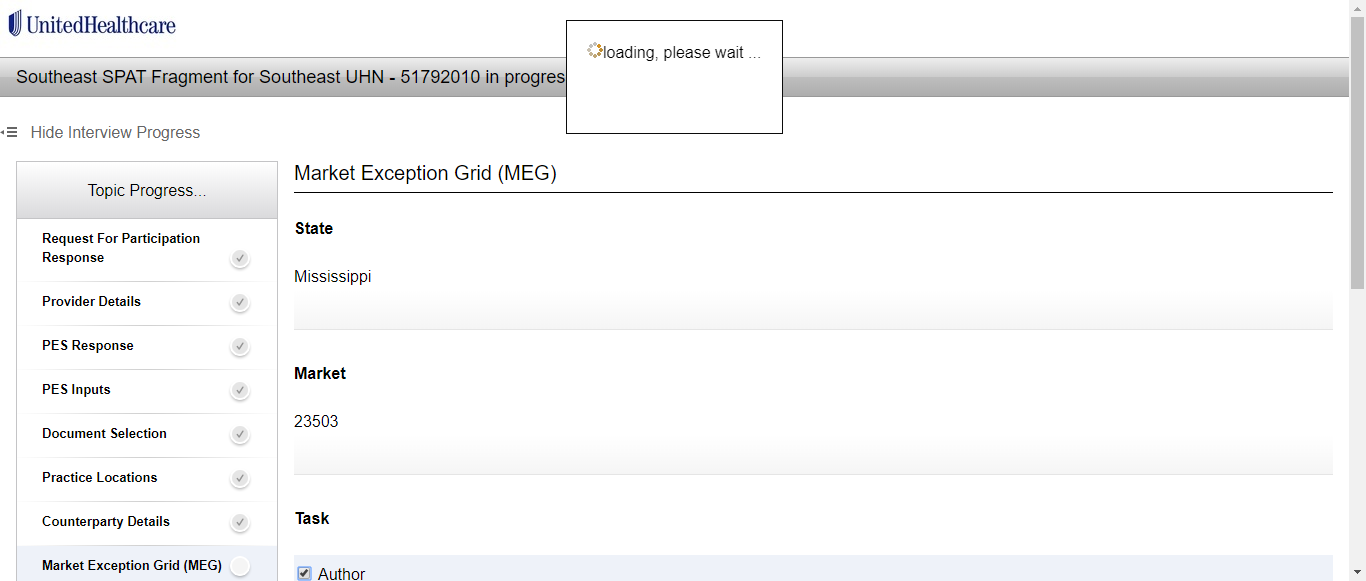 UnitedHealthcare
loading, please wait ...
Southeast SPAT Fragment for Southeast UHN - 51792010 in progres
Hide Interview Progress
Topic Progress...
Request For Participation
Response
Provider Details
PES Response
PES Inputs
Document Selection
Practice Locations
Counterparty Details
Market Exception Grid (MEG)
Market Exception Grid (MEG)
State
Mississippi
Market
23503
Task
Author